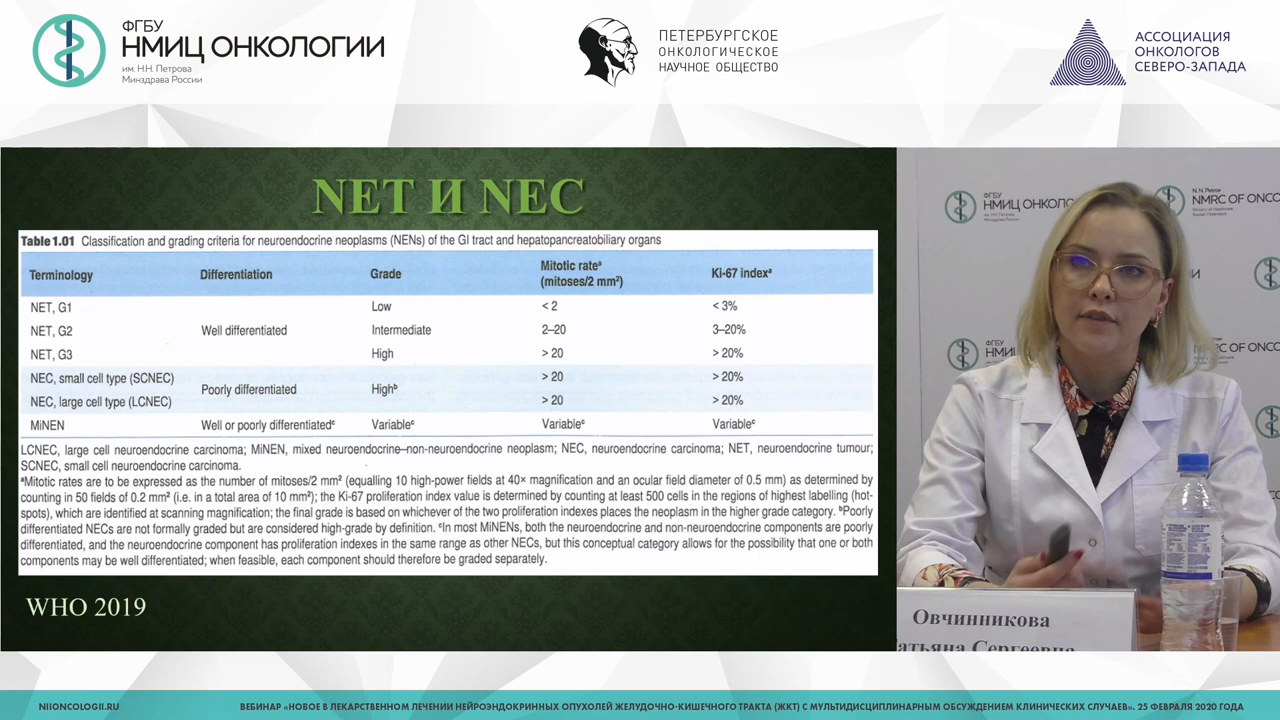 ФГБУ
НМИЦ ОНКОЛОГИИ
им. Н.Н. Петрова
Минздрава России
ПЕТЕРБУРГСКОЕ
ОНКОЛОГИЧЕСКОЕ
НАУЧНОЕ ОБЩЕСТВО
АССОЦИАЦИЯ
ОНКОЛОГОВ
СЕВЕРО-ЗАПАДА
NET И NEC
Table 1.01 Classification and grading criteria for neuroendocrine neoplasms (NENs) of the GI tract and hepatopancreatobiliary organs
Terminology Differentiation Grade Mitotic rateᵃ (mitoses/2 mm²) Ki-67 indexᵃ
NET, G1 Low < 2 < 3%
NET, G2 Well differentiated Intermediate 2–20 3–20%
NET, G3 High > 20 > 20%
NEC, small cell type (SCNEC) > 20 > 20%
Poorly differentiated Highᵇ
NEC, large cell type (LCNEC) > 20 > 20%
MiNEN Well or poorly differentiatedᶜ Variableᶜ Variableᶜ Variableᶜ
LCNEC, large cell neuroendocrine carcinoma; MiNEN, mixed neuroendocrine–non-neuroendocrine neoplasm; NEC, neuroendocrine carcinoma; NET, neuroendocrine tumour;
SCNEC, small cell neuroendocrine carcinoma.
ᵃMitotic rates are to be expressed as the number of mitoses/2 mm² (equalling 10 high-power fields at 40× magnification and an ocular field diameter of 0.5 mm) as determined by
counting in 50 fields of 0.2 mm² (i.e. in a total area of 10 mm²); the Ki-67 proliferation index value is determined by counting at least 500 cells in the regions of highest labelling (hot-
spots), which are identified at scanning magnification; the final grade is based on whichever of the two proliferation indexes places the neoplasm in the higher grade category. ᵇPoorly
differentiated NECs are not formally graded but are considered high-grade by definition. ᶜIn most MiNENs, both the neuroendocrine and non-neuroendocrine components are poorly
differentiated, and the neuroendocrine component has proliferation indexes in the same range as other NECs, but this conceptual category allows for the possibility that one or both
components may be well differentiated; when feasible, each component should therefore be graded separately.
WHO 2019
ФГБУ
НМИЦ ОНКОЛО
N.N. Petrov
NMRC OF ONCO
ФГБУ
НМИ
RC OF ONCO
Овчинникова
атьяна Сергеевна
NIIONCOLOGII.RU
ВЕБИНАР «НОВОЕ В ЛЕКАРСТВЕННОМ ЛЕЧЕНИИ НЕЙРОЭНДОКРИННЫХ ОПУХОЛЕЙ ЖЕЛУДОЧНО-КИШЕЧНОГО ТРАКТА (ЖКТ) С МУЛЬТИДИСЦИПЛИНАРНЫМ ОБСУЖДЕНИЕМ КЛИНИЧЕСКИХ СЛУЧАЕВ». 25 ФЕВРАЛЯ 2020 ГОДА